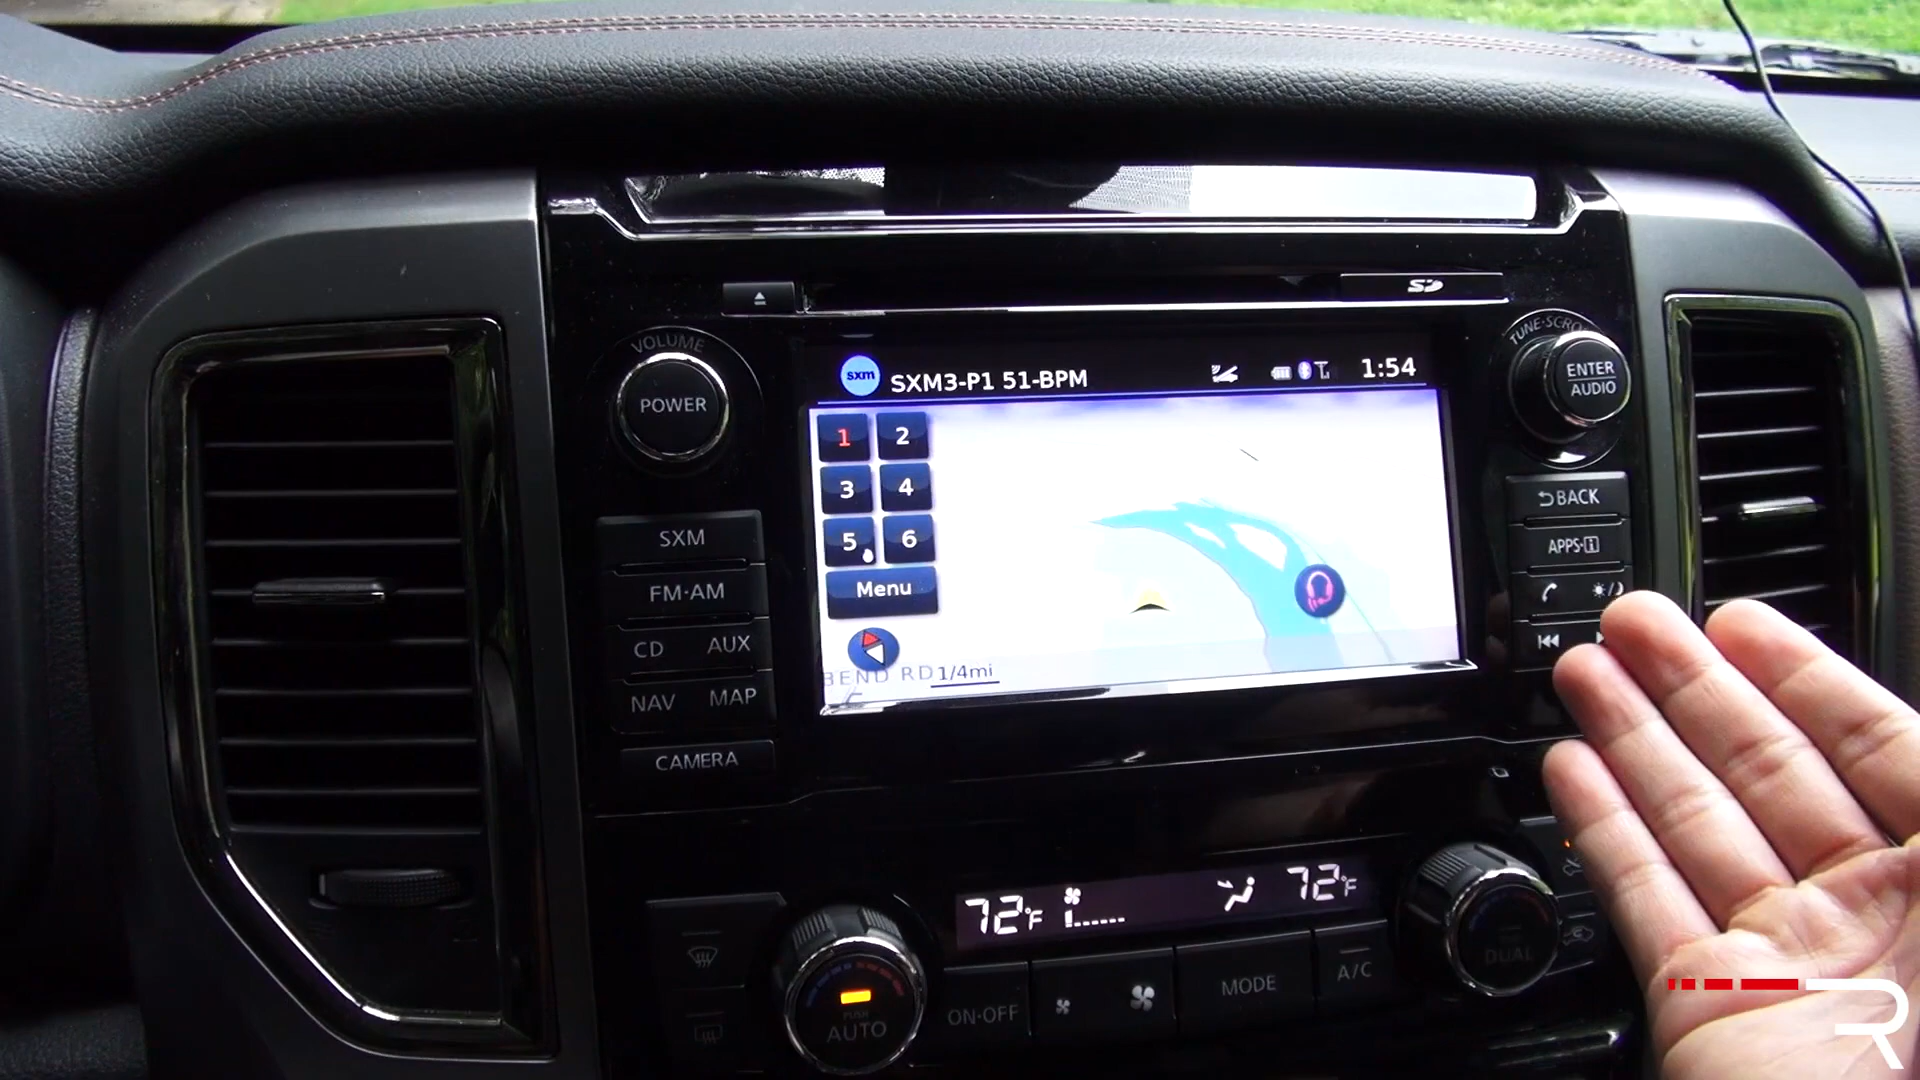 SD
VOLUME
POWER
sxm SXM3-P1 51-BPM 1:54
ENTER
AUDIO
1 2
3 4
5 6
Menu
BEND RD 1/4mi
SXM
FM·AM
CD AUX
NAV MAP
CAMERA
BACK
APPS·i
72°F 72°F
PUSH
AUTO
ON·OFF
MODE
A/C
DUAL
R